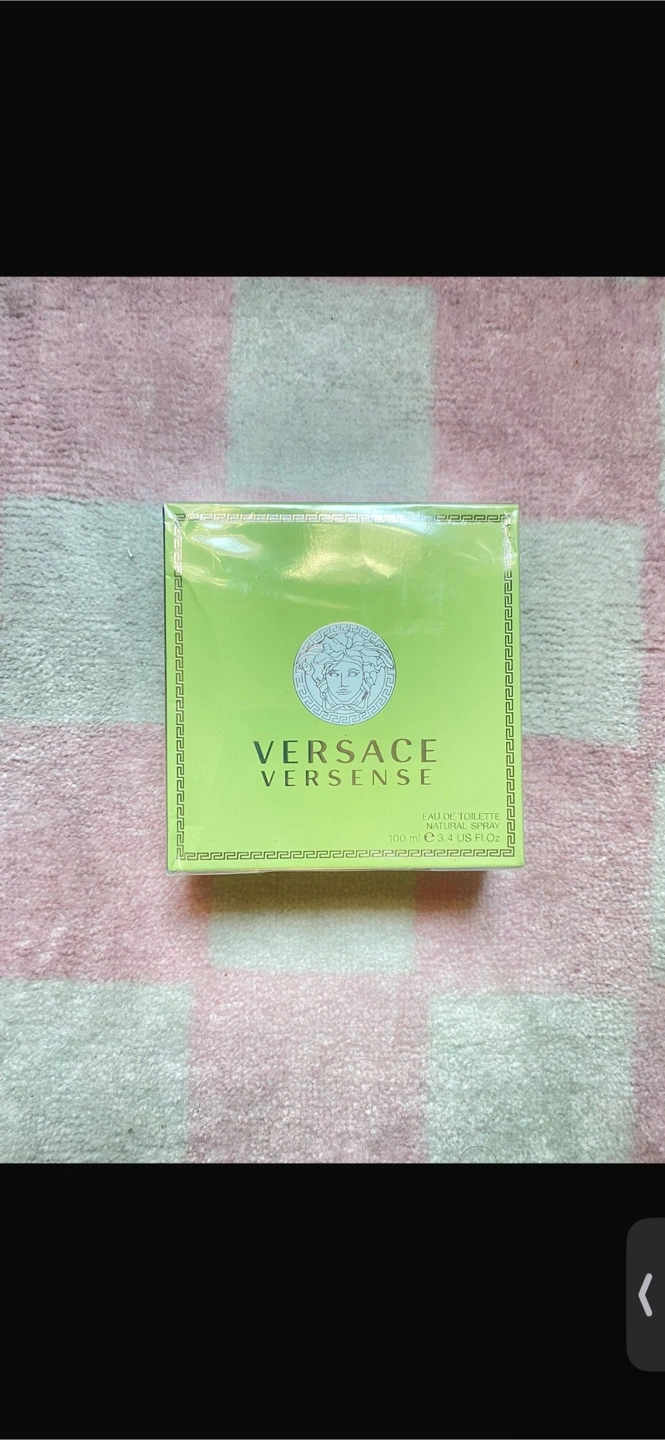 VERSACE
VERSENSE
EAU DE TOILETTE
NATURAL SPRAY
100 ml ℮ 3.4 US Fl.Oz.